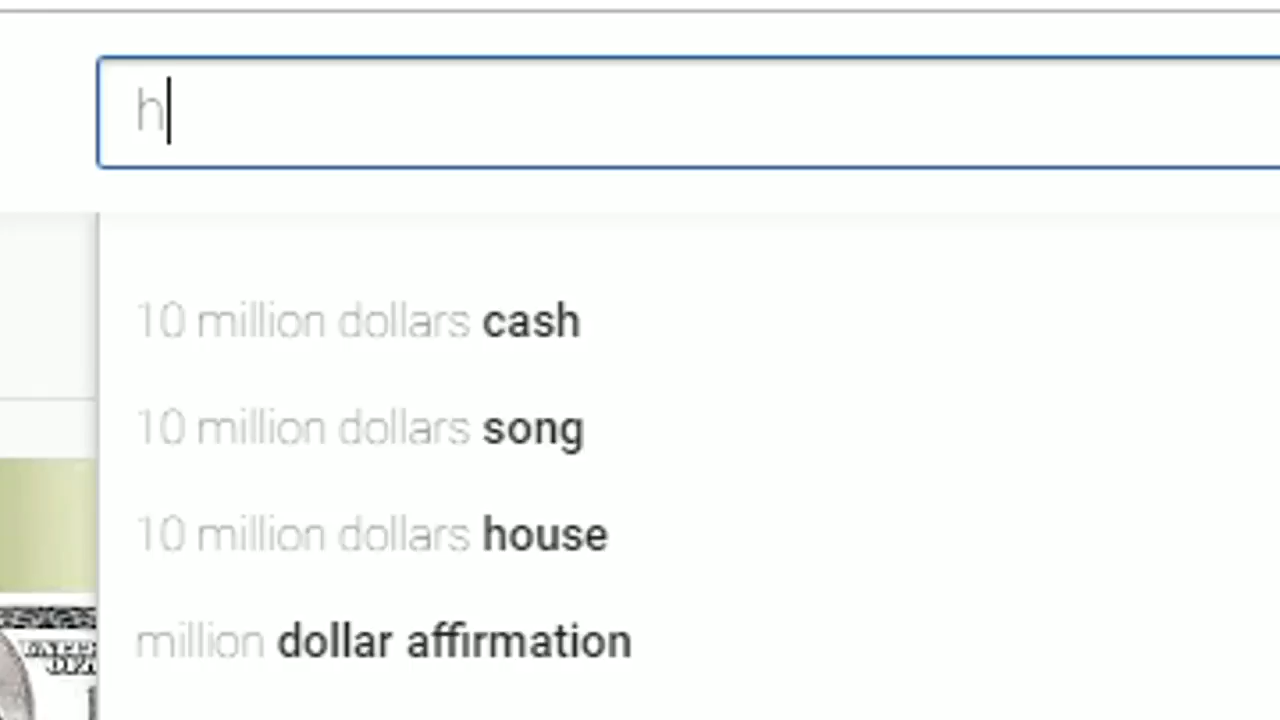 h
10 million dollars cash
10 million dollars song
10 million dollars house
million dollar affirmation